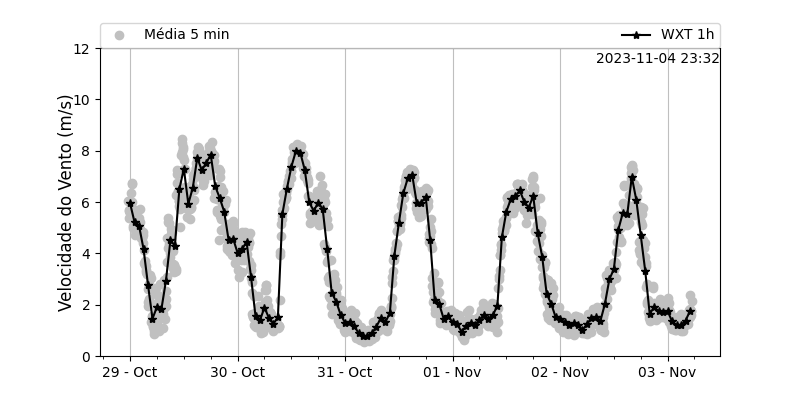 Média 5 min
WXT 1h
2023-11-04 23:32
Velocidade do Vento (m/s)
12
10
8
6
4
2
0
29 - Oct
30 - Oct
31 - Oct
01 - Nov
02 - Nov
03 - Nov